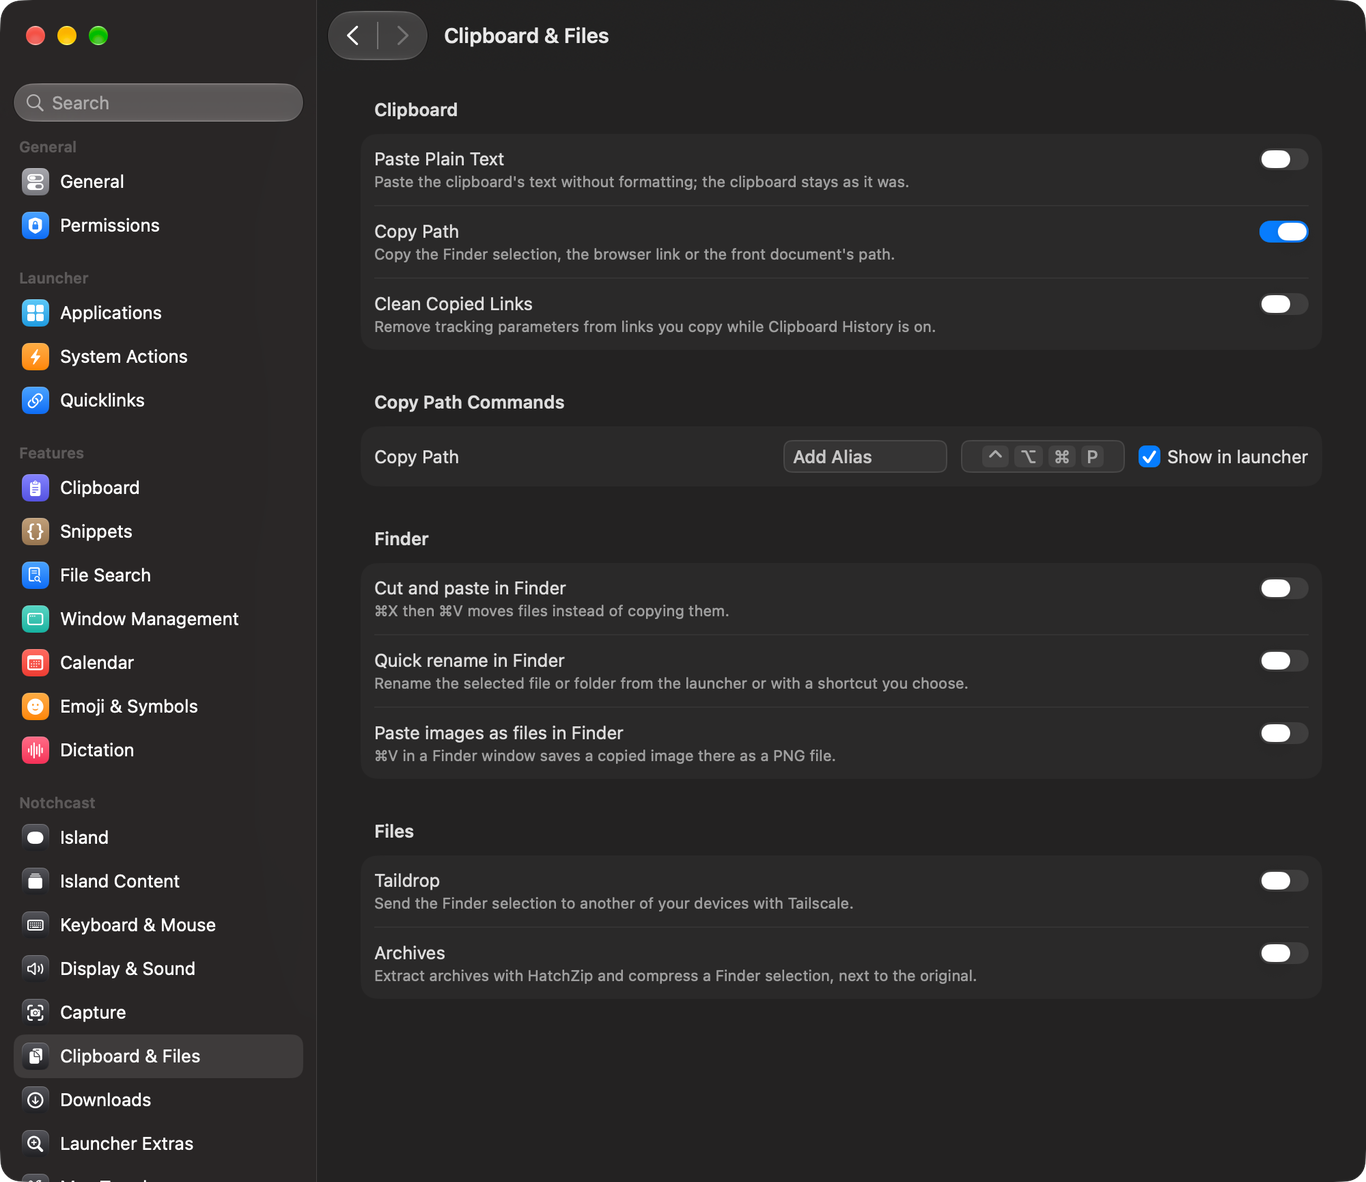 Search
General
General
Permissions
Launcher
Applications
System Actions
Quicklinks
Features
Clipboard
Snippets
File Search
Window Management
Calendar
Emoji & Symbols
Dictation
Notchcast
Island
Island Content
Keyboard & Mouse
Display & Sound
Capture
Clipboard & Files
Downloads
Launcher Extras
Clipboard & Files
Clipboard
Paste Plain Text
Paste the clipboard's text without formatting; the clipboard stays as it was.
Copy Path
Copy the Finder selection, the browser link or the front document's path.
Clean Copied Links
Remove tracking parameters from links you copy while Clipboard History is on.
Copy Path Commands
Copy Path Add Alias ⌃ ⌥ ⌘ P Show in launcher
Finder
Cut and paste in Finder
⌘X then ⌘V moves files instead of copying them.
Quick rename in Finder
Rename the selected file or folder from the launcher or with a shortcut you choose.
Paste images as files in Finder
⌘V in a Finder window saves a copied image there as a PNG file.
Files
Taildrop
Send the Finder selection to another of your devices with Tailscale.
Archives
Extract archives with HatchZip and compress a Finder selection, next to the original.